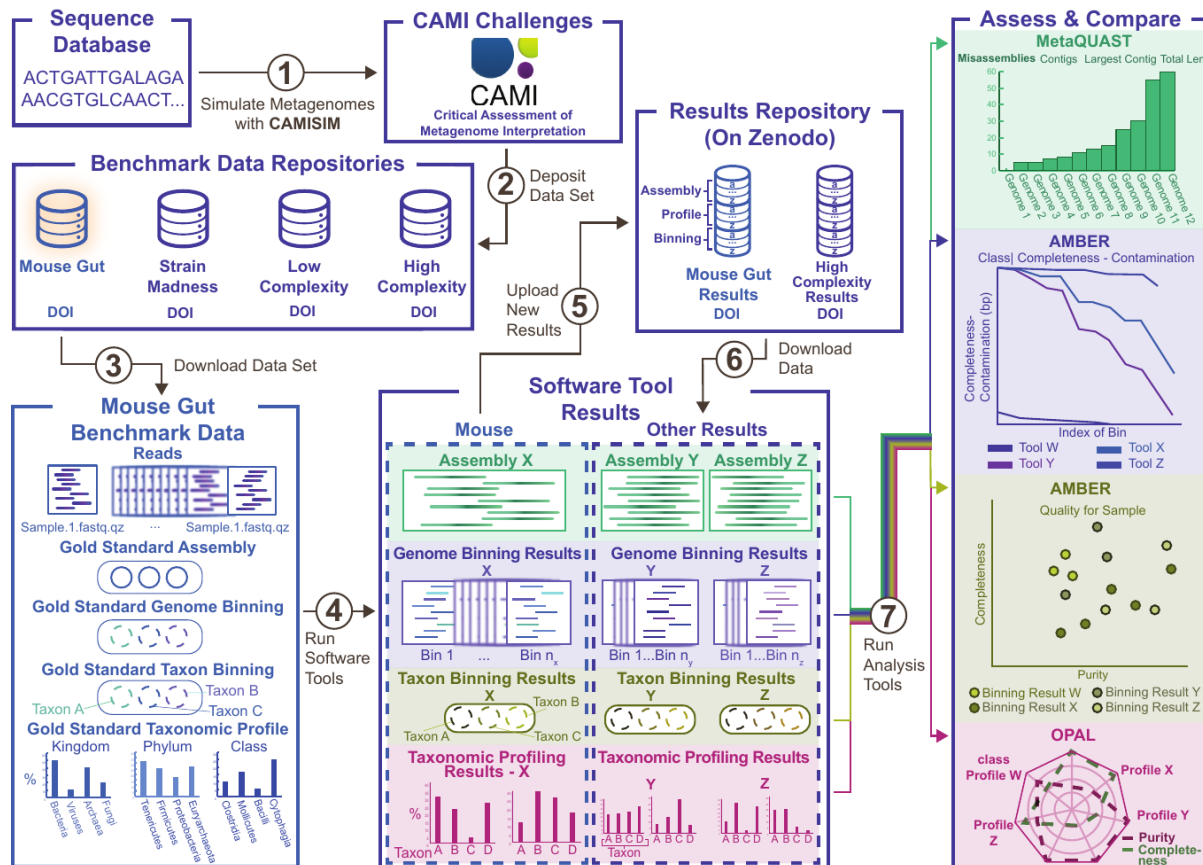 Sequence
Database
ACTGATTGALAGA
AACGTGLCAACT...
1
Simulate Metagenomes
with CAMISIM
CAMI Challenges
CAMI
Critical Assessment of
Metagenome Interpretation
2
Deposit
Data Set
Benchmark Data Repositories
Mouse Gut
DOI
Strain
Madness
DOI
Low
Complexity
DOI
High
Complexity
DOI
3
Download Data Set
Results Repository
(On Zenodo)
Assembly
Profile
Binning
a
...
z
a
...
z
a
...
z
a
...
z
a
...
z
a
...
z
Mouse Gut
Results
DOI
High
Complexity
Results
DOI
Upload
5
New
Results
6
Download
Data
Mouse Gut
Benchmark Data
Reads
Sample.1.fastq.qz
...
Sample.1.fastq.qz
Gold Standard Assembly
Gold Standard Genome Binning
Gold Standard Taxon Binning
Taxon A
Taxon B
Taxon C
Gold Standard Taxonomic Profile
Kingdom
Phylum
Class
%
Bacteria
Viruses
Archaea
Fungi
Tenericutes
Firmicutes
Proteobacteria
Euryarchaeota
Clostridia
Mollicutes
Bacilli
Cytophagia
4
Run
Software
Tools
Software Tool
Results
Mouse
Other Results
Assembly X
Assembly Y
Assembly Z
Genome Binning Results
X
Bin 1 ... Bin nx
Genome Binning Results
Y
Z
Bin 1...Bin ny
Bin 1...Bin nz
Taxon Binning Results
X
Taxon A
Taxon B
Taxon C
Taxon Binning Results
Y
Z
Taxonomic Profiling
Results - X
%
Taxon
A B C D
A B C D
Taxonomic Profiling Results
Y
Z
A B C D
A B C D
A B C D
A B C D
Taxon
7
Run
Analysis
Tools
Assess & Compare
MetaQUAST
Misassemblies Contigs Largest Contig Total Len
60
50
40
30
20
10
0
Genome 1
Genome 2
Genome 3
Genome 4
Genome 5
Genome 6
Genome 7
Genome 8
Genome 9
Genome 10
Genome 11
Genome 12
AMBER
Class| Completeness - Contamination
Completeness-
Contamination (bp)
Index of Bin
Tool W
Tool X
Tool Y
Tool Z
AMBER
Quality for Sample
Completeness
Purity
Binning Result W
Binning Result Y
Binning Result X
Binning Result Z
OPAL
class
Profile W
Profile X
Profile Y
Profile
Z
Purity
Complete-
ness